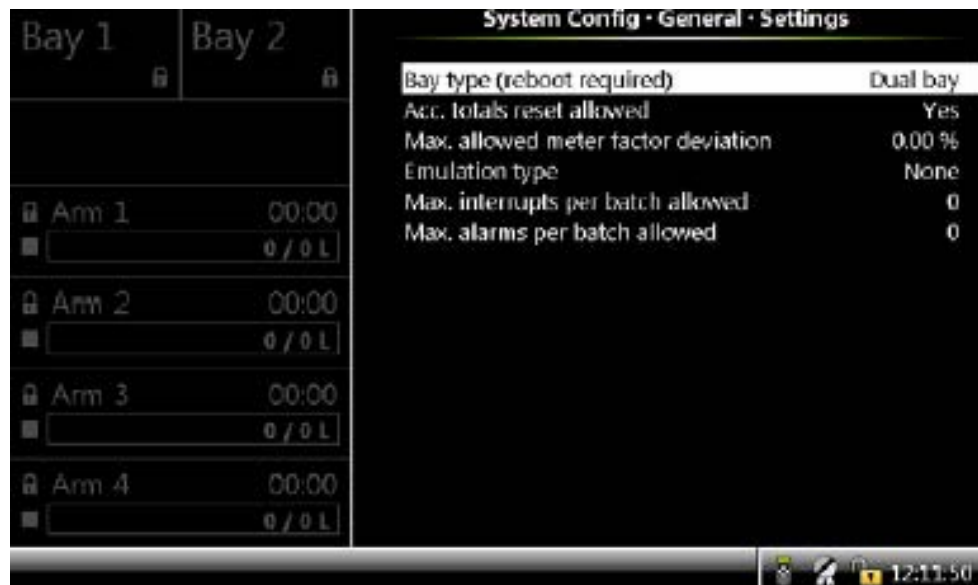 Bay 1 Bay 2
Arm 1 00:00
0 / 0 L
Arm 2 00:00
0 / 0 L
Arm 3 00:00
0 / 0 L
Arm 4 00:00
0 / 0 L
System Config · General · Settings
Bay type (reboot required) Dual bay
Acc. totals reset allowed Yes
Max. allowed meter factor deviation 0.00 %
Emulation type None
Max. interrupts per batch allowed 0
Max. alarms per batch allowed 0
12:11:50